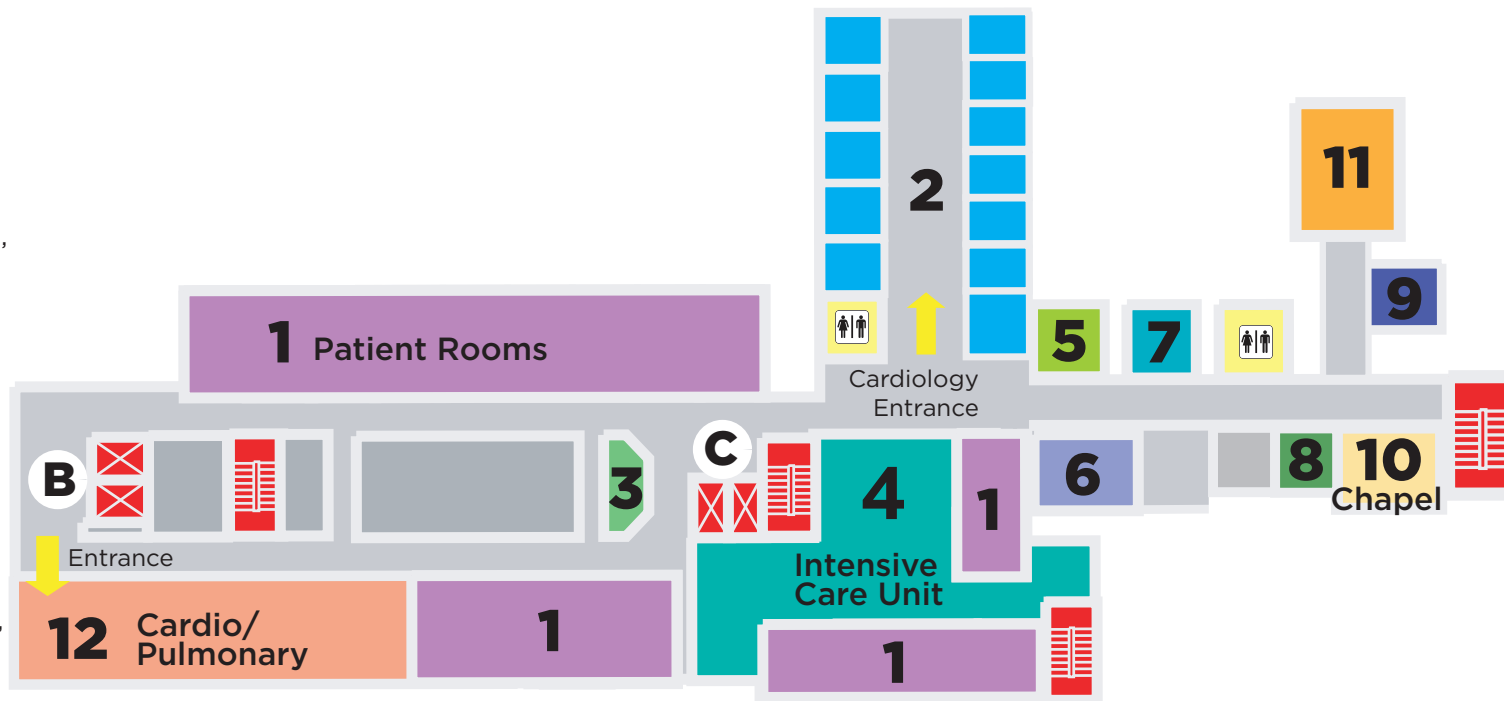 2
11
,
9
1 Patient Rooms
5
7
Cardiology
Entrance
B
C
3
4
1
6
8
10
Chapel
Entrance
Intensive
Care Unit
12 Cardio/
Pulmonary
1
1